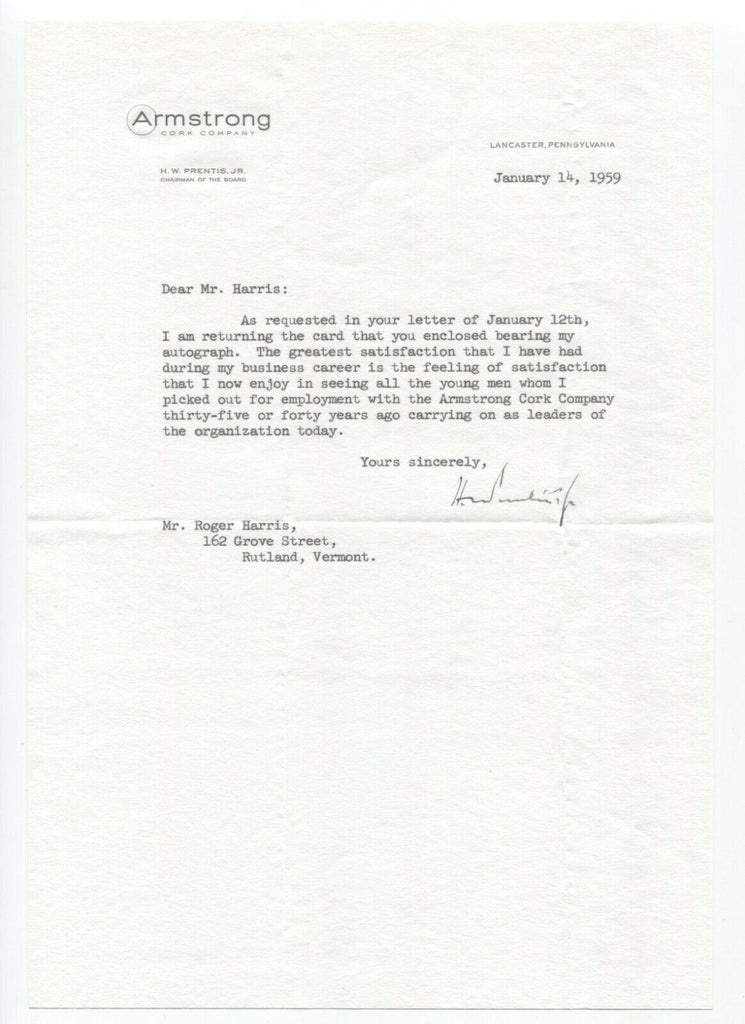 Armstrong
CORK COMPANY
LANCASTER, PENNSYLVANIA
H. W. PRENTIS, JR.
CHAIRMAN OF THE BOARD
January 14, 1959
Dear Mr. Harris:
As requested in your letter of January 12th,
I am returning the card that you enclosed bearing my
autograph. The greatest satisfaction that I have had
during my business career is the feeling of satisfaction
that I now enjoy in seeing all the young men whom I
picked out for employment with the Armstrong Cork Company
thirty-five or forty years ago carrying on as leaders of
the organization today.
Yours sincerely,
HW Prentis, Jr
Mr. Roger Harris,
162 Grove Street,
Rutland, Vermont.